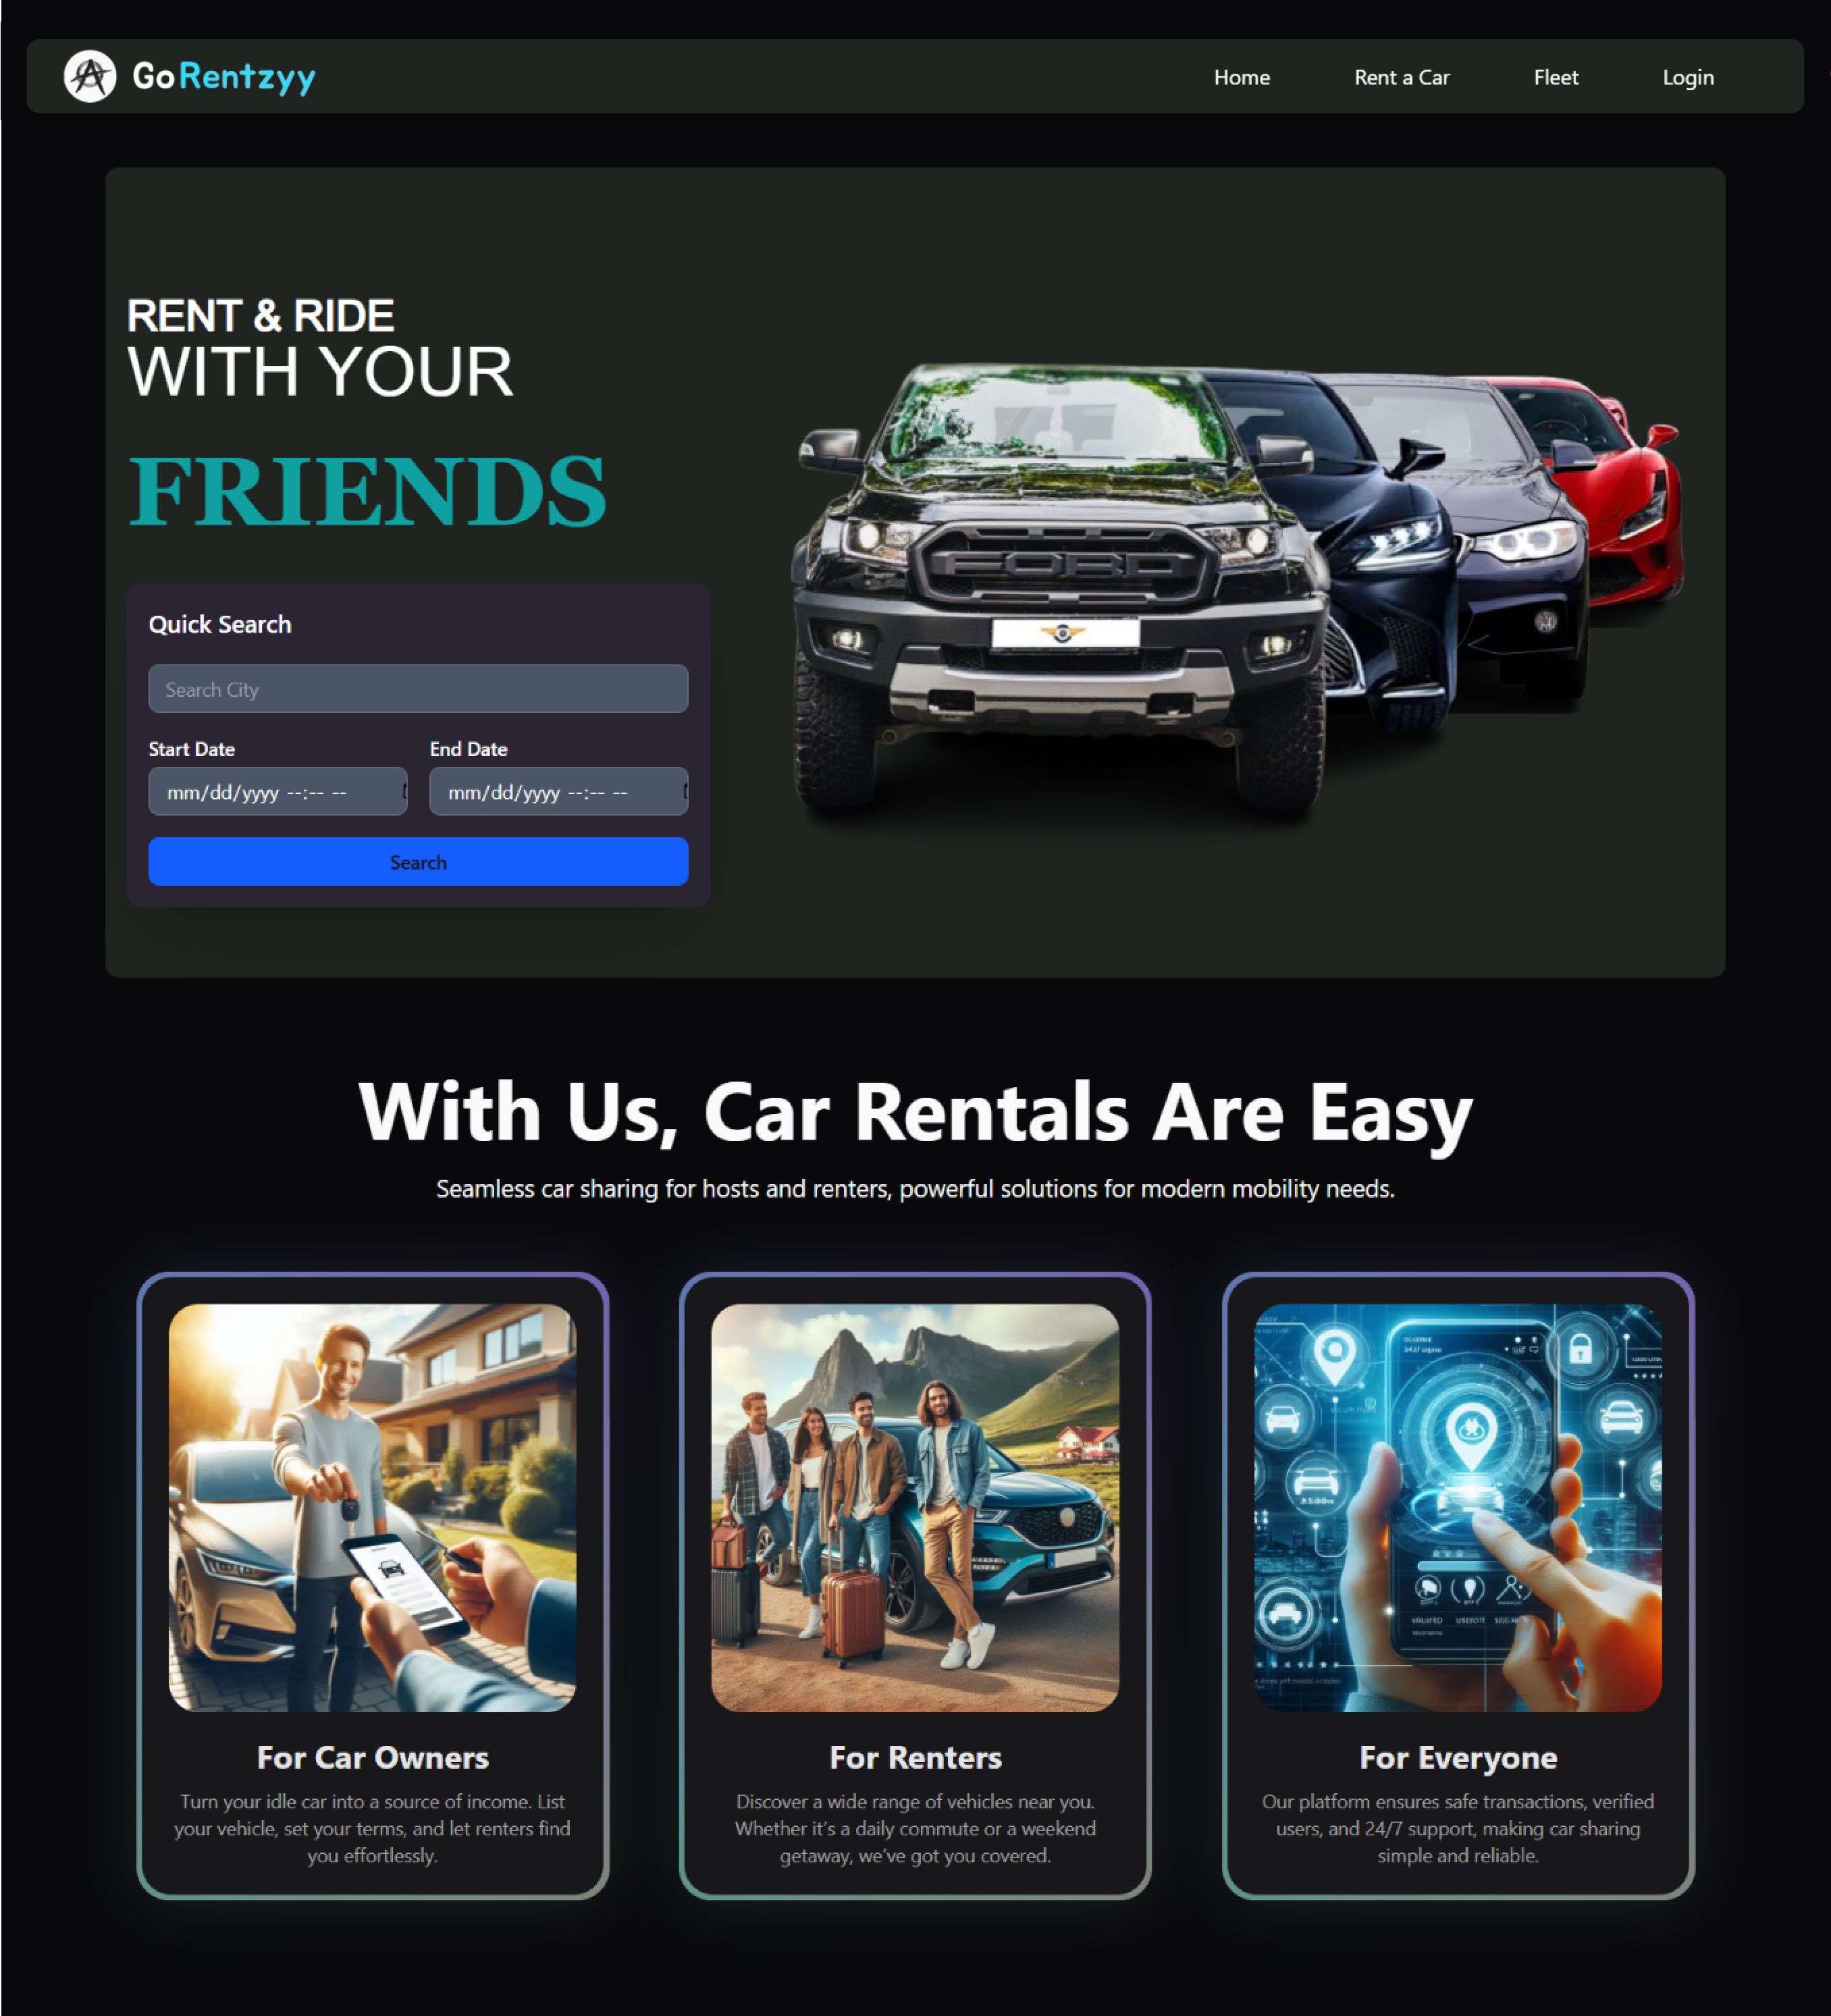 GoRentzyy
Home
Rent a Car
Fleet
Login
RENT & RIDE
WITH YOUR
FRIENDS
FORD
Quick Search
Search City
Start Date
End Date
mm/dd/yyyy --:-- --
mm/dd/yyyy --:-- --
Search
With Us, Car Rentals Are Easy
Seamless car sharing for hosts and renters, powerful solutions for modern mobility needs.
For Car Owners
Turn your idle car into a source of income. List
your vehicle, set your terms, and let renters find
you effortlessly.
For Renters
Discover a wide range of vehicles near you.
Whether it’s a daily commute or a weekend
getaway, we’ve got you covered.
For Everyone
Our platform ensures safe transactions, verified
users, and 24/7 support, making car sharing
simple and reliable.